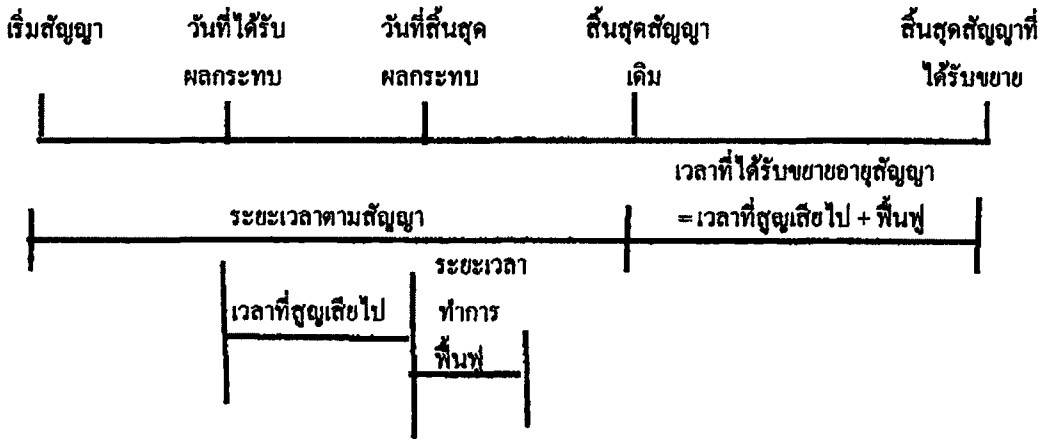 เริ่มสัญญา วันที่ได้รับ วันที่สิ้นสุด สิ้นสุดสัญญา สิ้นสุดสัญญาที่
ผลกระทบ ผลกระทบ เดิม ได้รับขยาย
เวลาที่ได้รับขยายอายุสัญญา
ระยะเวลาตามสัญญา = เวลาที่สูญเสียไป + ฟื้นฟู
ระยะเวลา
เวลาที่สูญเสียไป ทำการ
ฟื้นฟู